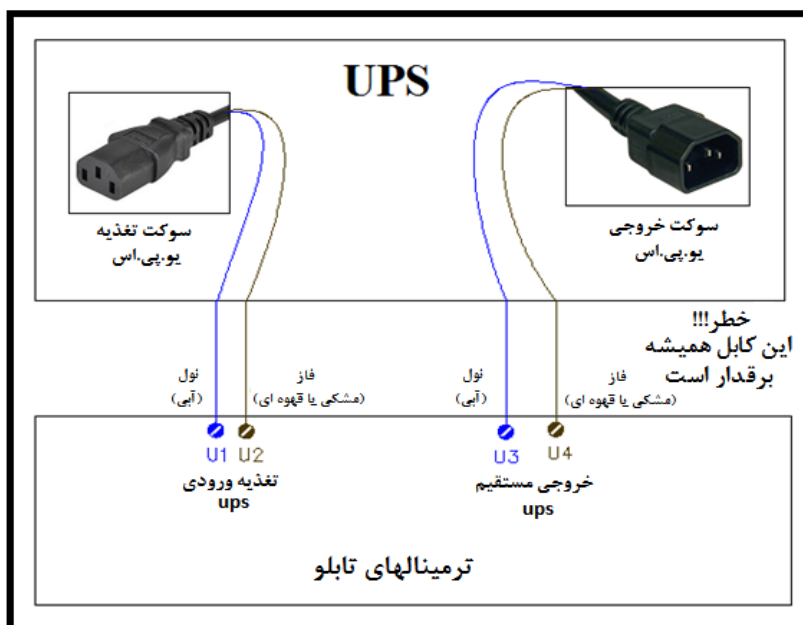 UPS
سوکت تغذیه
یو.پی.اس
سوکت خروجی
یو.پی.اس
خطر!!!
این کابل همیشه
برقدار است
نول
(آبی)
فاز
(مشکی یا قهوه ای)
نول
(آبی)
فاز
(مشکی یا قهوه ای)
U1 U2
تغذیه ورودی
ups
U3 U4
خروجی مستقیم
ups
ترمینالهای تابلو